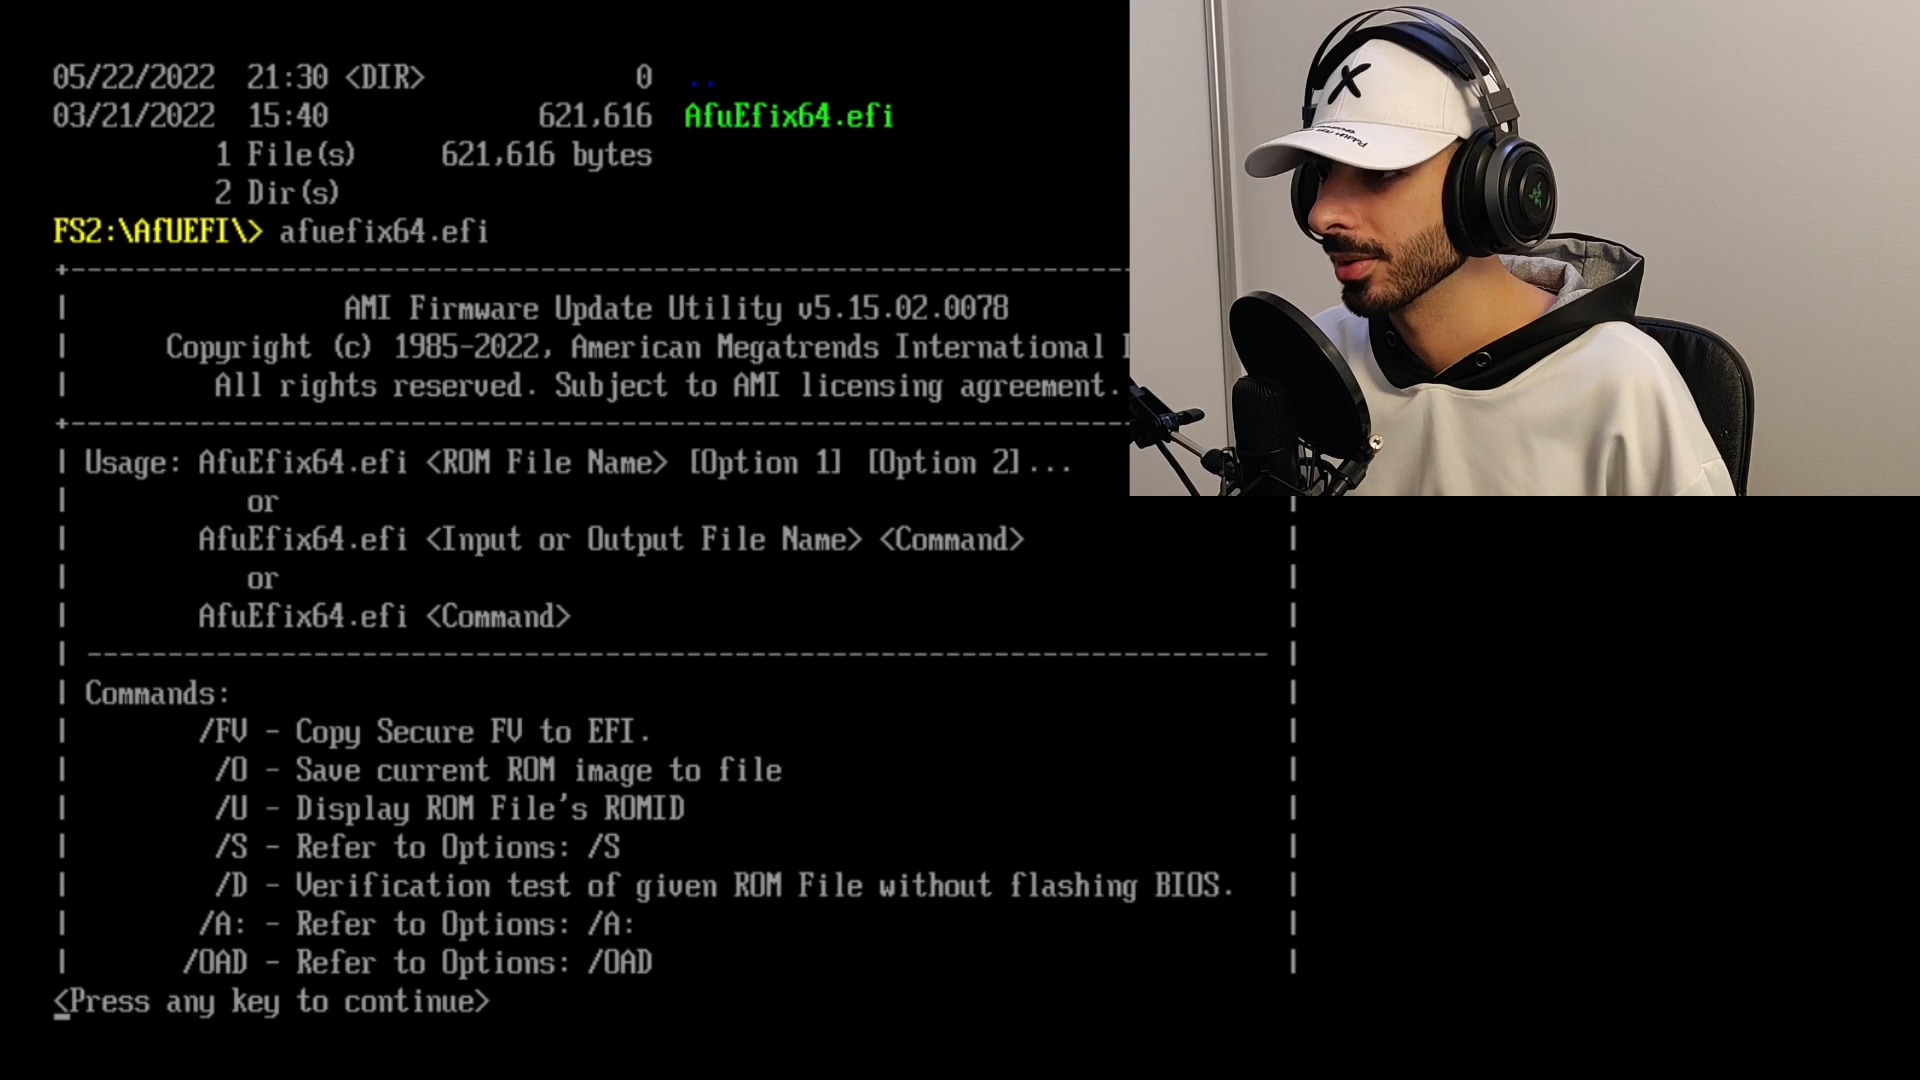 05/22/2022 21:30 <DIR> 0 ..
03/21/2022 15:40 621,616 AfuEfix64.efi
1 File(s) 621,616 bytes
2 Dir(s)
FS2:\AfUEFI\> afuefix64.efi
+--------------------------------------------------------------------
| AMI Firmware Update Utility v5.15.02.0078
| Copyright (c) 1985-2022, American Megatrends International
| All rights reserved. Subject to AMI licensing agreement.
+--------------------------------------------------------------------
| Usage: AfuEfix64.efi <ROM File Name> [Option 1] [Option 2]...
| or |
| AfuEfix64.efi <Input or Output File Name> <Command> |
| or |
| AfuEfix64.efi <Command> |
| ------------------------------------------------------------------------- |
| Commands: |
| /FV - Copy Secure FV to EFI. |
| /O - Save current ROM image to file |
| /U - Display ROM File's ROMID |
| /S - Refer to Options: /S |
| /D - Verification test of given ROM File without flashing BIOS. |
| /A: - Refer to Options: /A: |
| /OAD - Refer to Options: /OAD |
<Press any key to continue>
X